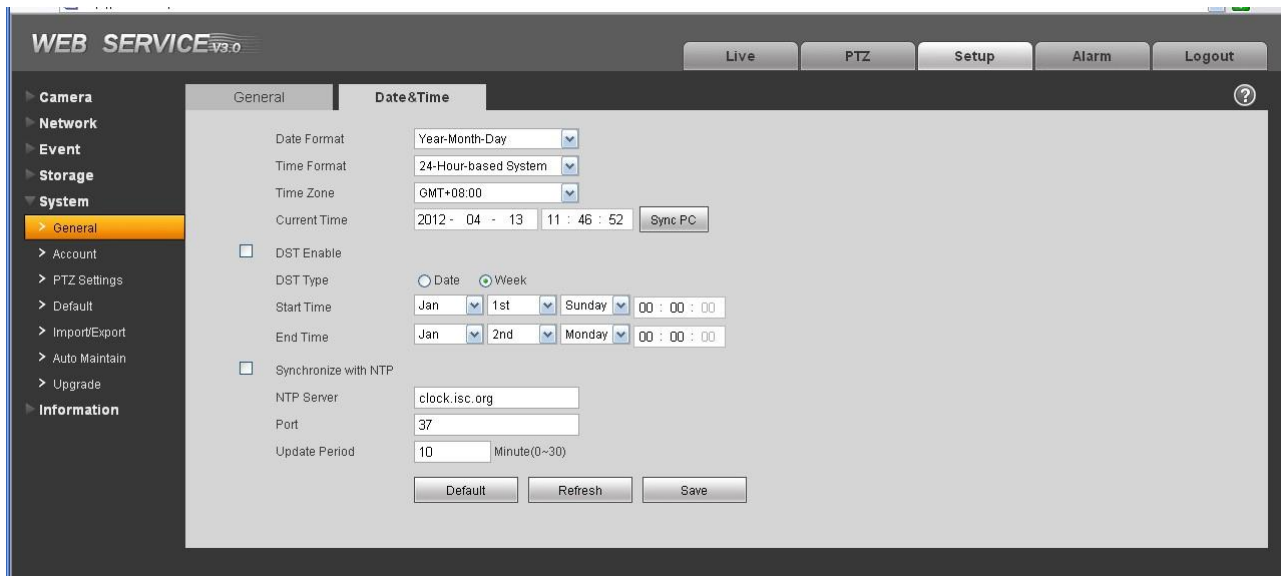 WEB SERVICE V3.0
Live PTZ Setup Alarm Logout
Camera
Network
Event
Storage
System
> General
> Account
> PTZ Settings
> Default
> Import/Export
> Auto Maintain
> Upgrade
Information
General Date&Time ?
Date Format Year-Month-Day
Time Format 24-Hour-based System
Time Zone GMT+08:00
Current Time 2012 - 04 - 13 11 : 46 : 52 Sync PC
DST Enable
DST Type Date Week
Start Time Jan 1st Sunday 00 : 00 : 00
End Time Jan 2nd Monday 00 : 00 : 00
Synchronize with NTP
NTP Server clock.isc.org
Port 37
Update Period 10 Minute(0~30)
Default Refresh Save